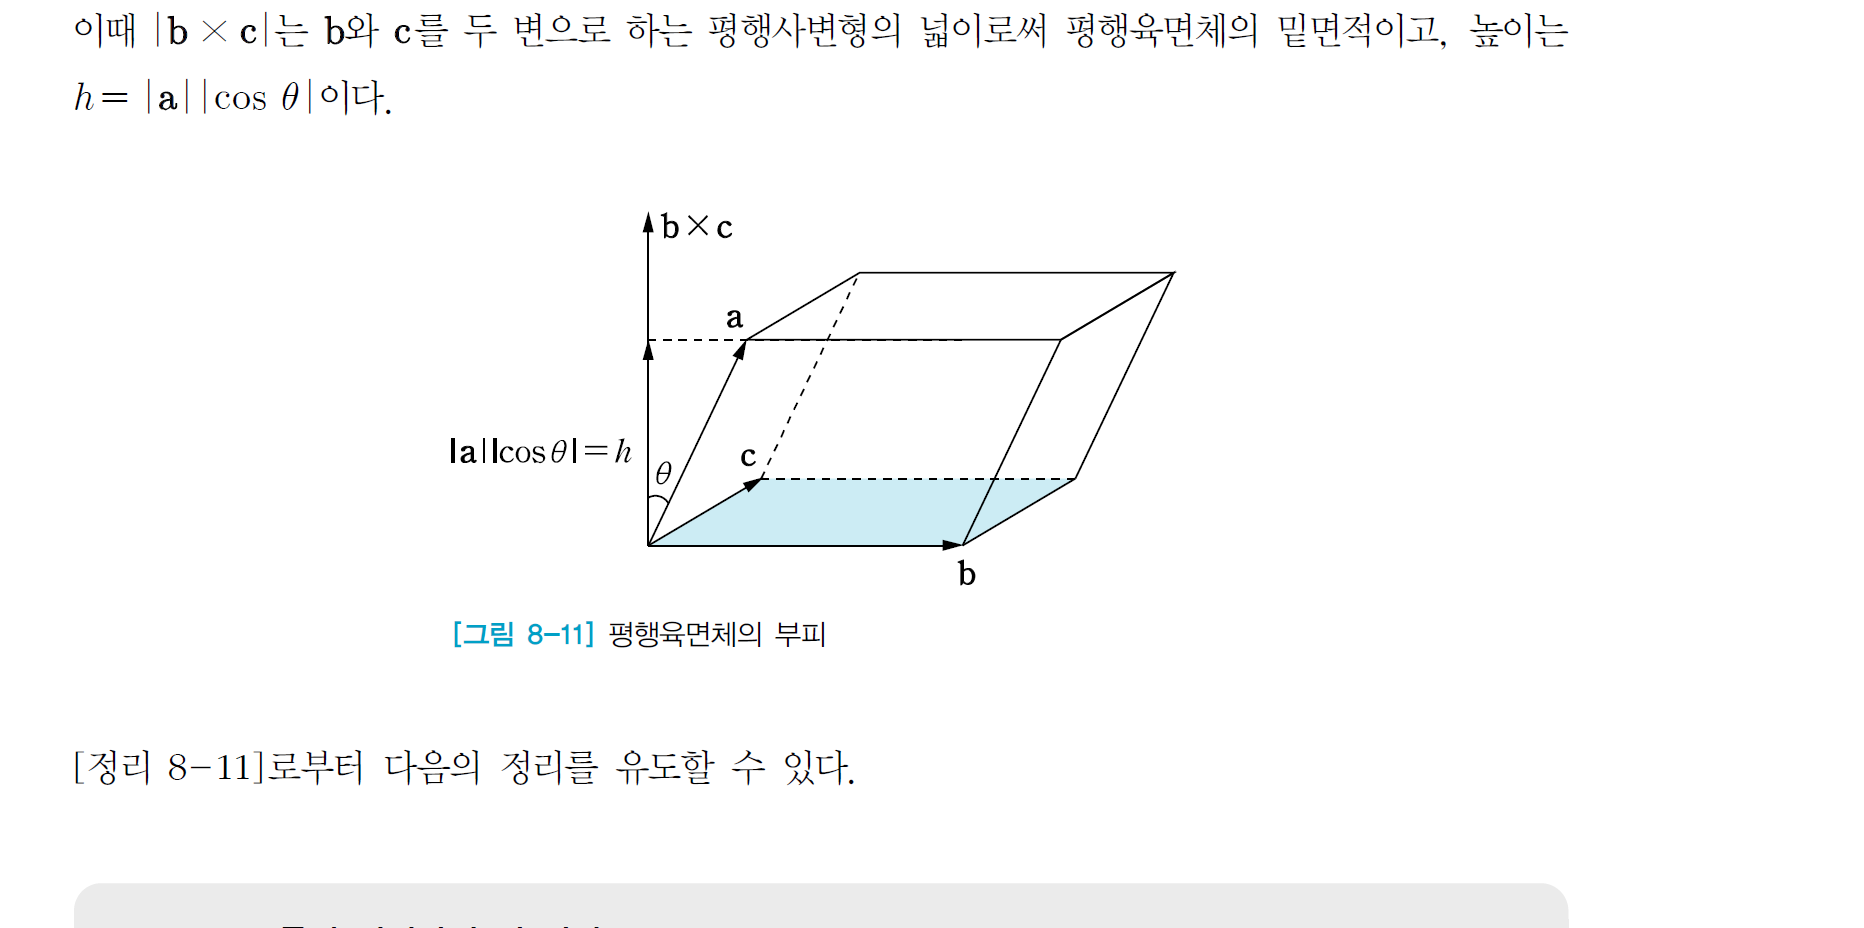 이때 |b × c|는 b와 c를 두 변으로 하는 평행사변형의 넓이로써 평행육면체의 밑면적이고, 높이는
h = |a||cos θ|이다.
b×c
a
|a||cosθ|=h
θ
c
b
[그림 8-11] 평행육면체의 부피
[정리 8-11]로부터 다음의 정리를 유도할 수 있다.